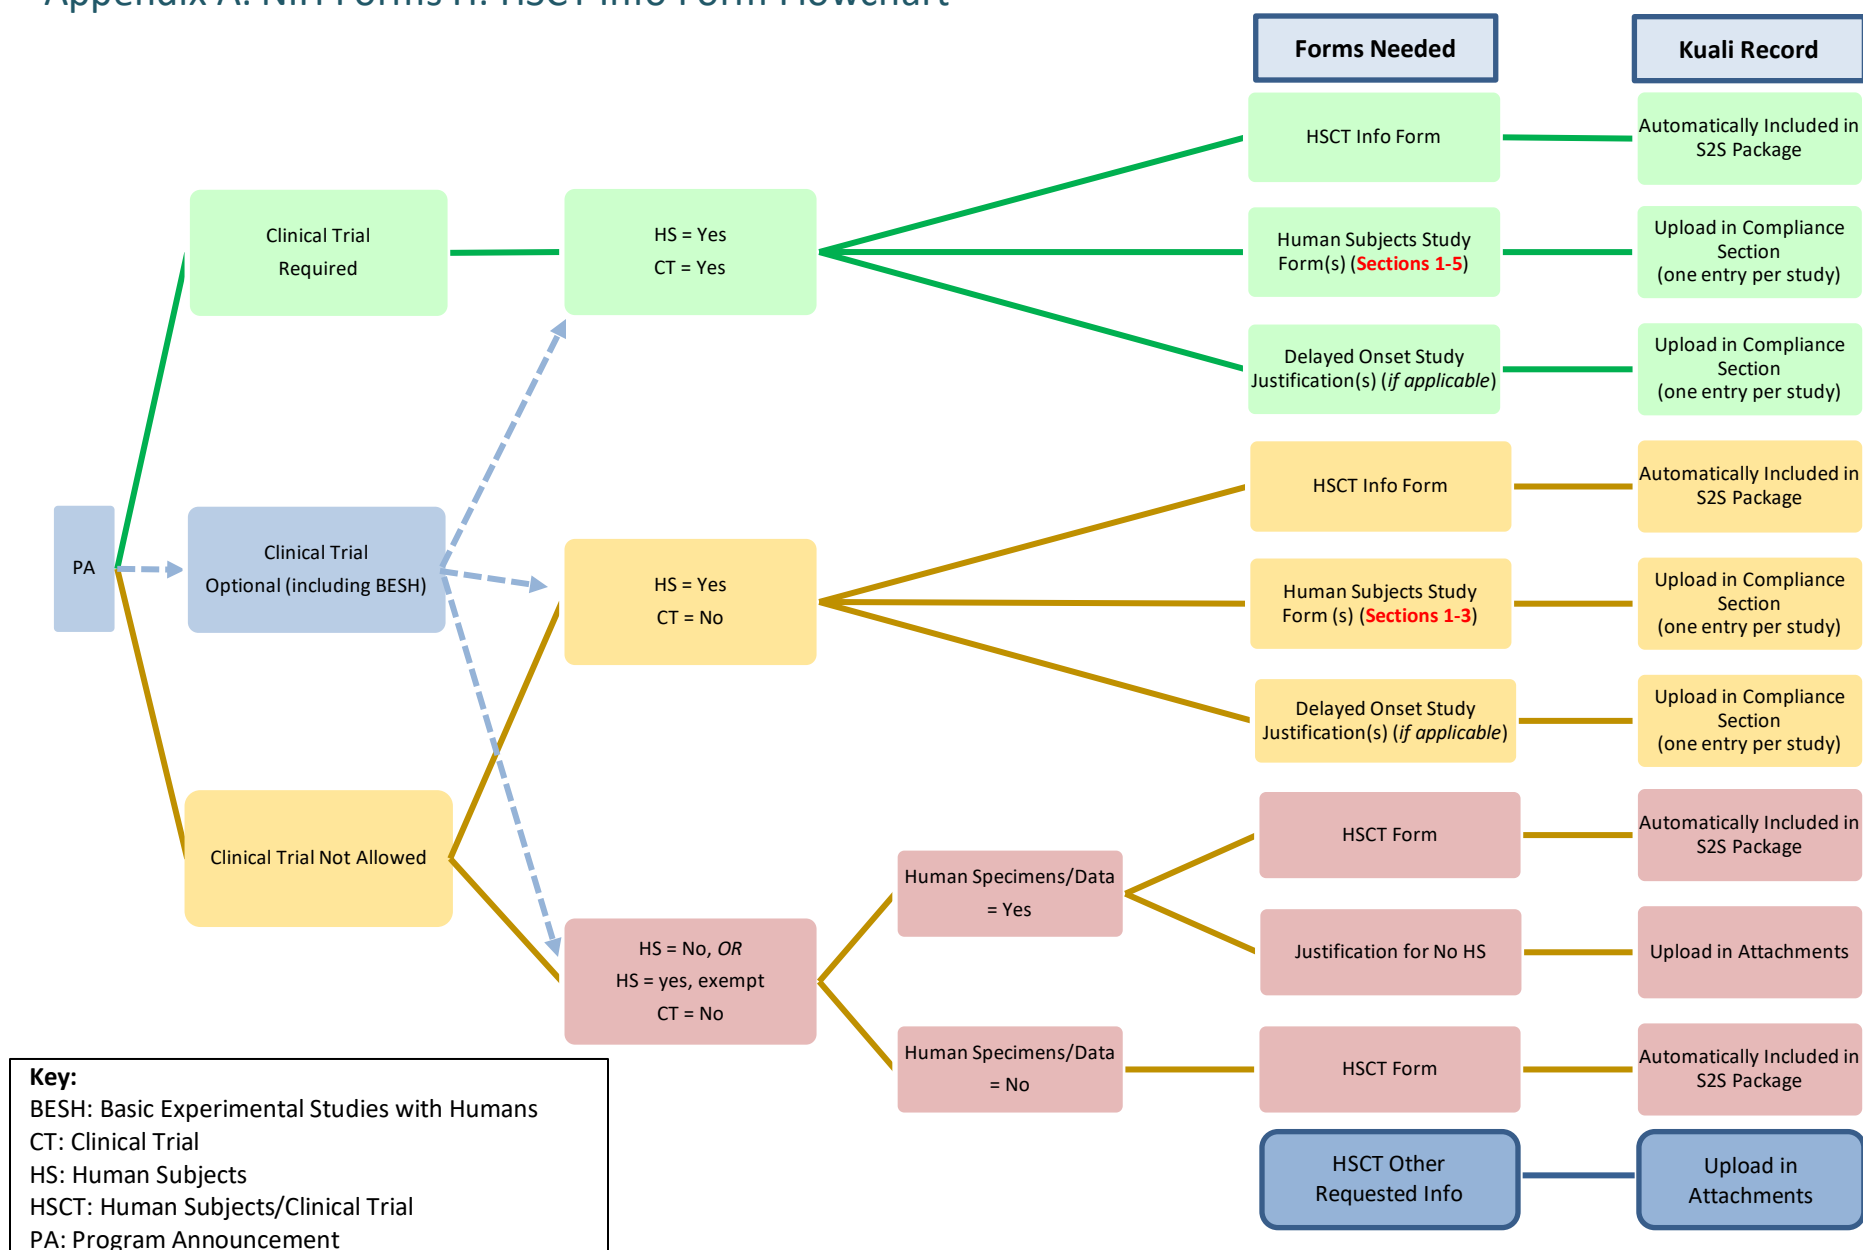 Appendix A: NIH Forms H: HSCT Info Form Flowchart
Forms Needed
Kuali Record
HSCT Info Form
Automatically Included in
S2S Package
Clinical Trial
Required
HS = Yes
CT = Yes
Human Subjects Study
Form(s) (Sections 1-5)
Upload in Compliance
Section
(one entry per study)
Delayed Onset Study
Justification(s) (if applicable)
Upload in Compliance
Section
(one entry per study)
PA
Clinical Trial
Optional (including BESH)
HS = Yes
CT = No
HSCT Info Form
Automatically Included in
S2S Package
Human Subjects Study
Form (s) (Sections 1-3)
Upload in Compliance
Section
(one entry per study)
Delayed Onset Study
Justification(s) (if applicable)
Upload in Compliance
Section
(one entry per study)
Clinical Trial Not Allowed
HS = No, OR
HS = yes, exempt
CT = No
Human Specimens/Data
= Yes
HSCT Form
Automatically Included in
S2S Package
Justification for No HS
Upload in Attachments
Human Specimens/Data
= No
HSCT Form
Automatically Included in
S2S Package
HSCT Other
Requested Info
Upload in
Attachments
Key:
BESH: Basic Experimental Studies with Humans
CT: Clinical Trial
HS: Human Subjects
HSCT: Human Subjects/Clinical Trial
PA: Program Announcement